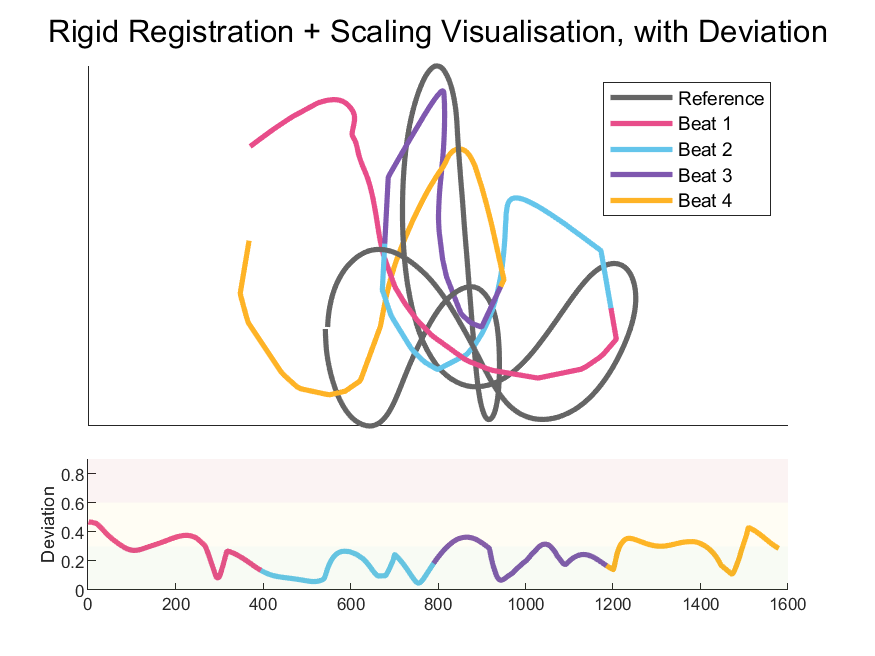 Rigid Registration + Scaling Visualisation, with Deviation
Reference
Beat 1
Beat 2
Beat 3
Beat 4
Deviation
0.8
0.6
0.4
0.2
0
0 200 400 600 800 1000 1200 1400 1600